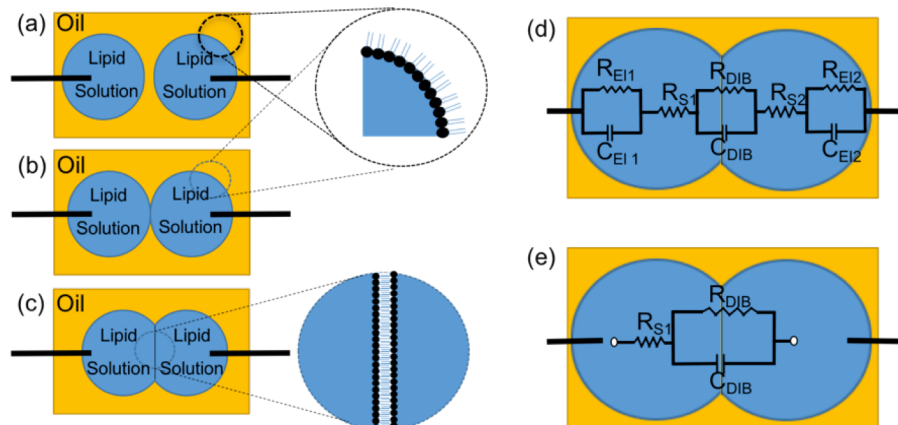 (a)
Oil
Lipid
Solution
Lipid
Solution
(b)
Oil
Lipid
Solution
Lipid
Solution
(c)
Oil
Lipid
Solution
Lipid
Solution
(d)
REl1
RS1
RDIB
RS2
REl2
CEl 1
CDIB
CEl2
(e)
RDIB
RS1
CDIB